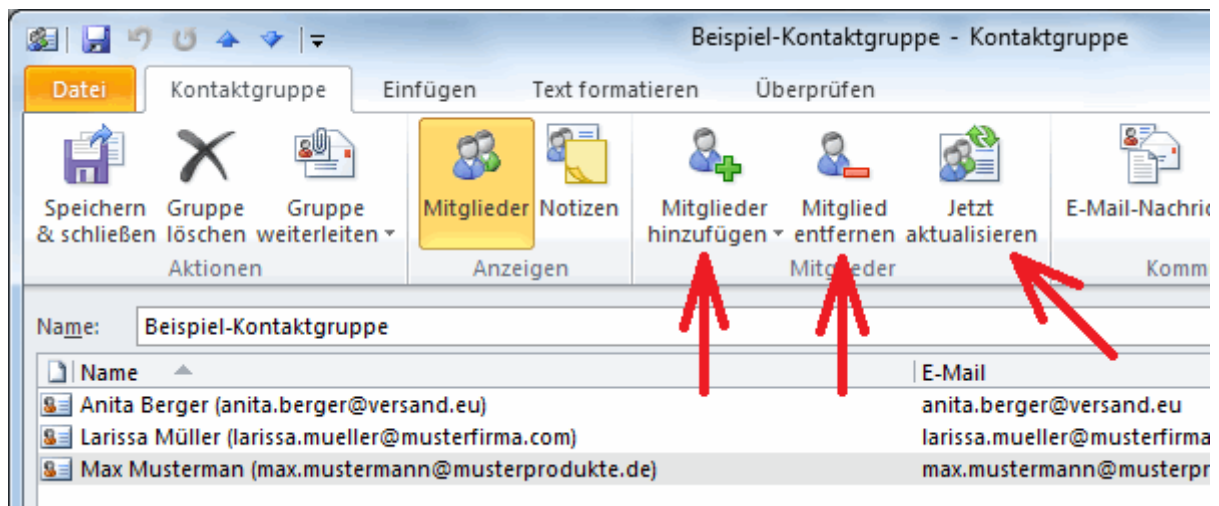 Beispiel-Kontaktgruppe - Kontaktgruppe
Datei Kontaktgruppe Einfügen Text formatieren Überprüfen
Speichern & schließen
Gruppe löschen
Gruppe weiterleiten
Mitglieder
Notizen
Mitglieder hinzufügen
Mitglied entfernen
Jetzt aktualisieren
E-Mail-Nachric
Aktionen Anzeigen Mitglieder Komm
Name: Beispiel-Kontaktgruppe
Name E-Mail
Anita Berger (anita.berger@versand.eu) anita.berger@versand.eu
Larissa Müller (larissa.mueller@musterfirma.com) larissa.mueller@musterfirma
Max Musterman (max.mustermann@musterprodukte.de) max.mustermann@musterpr